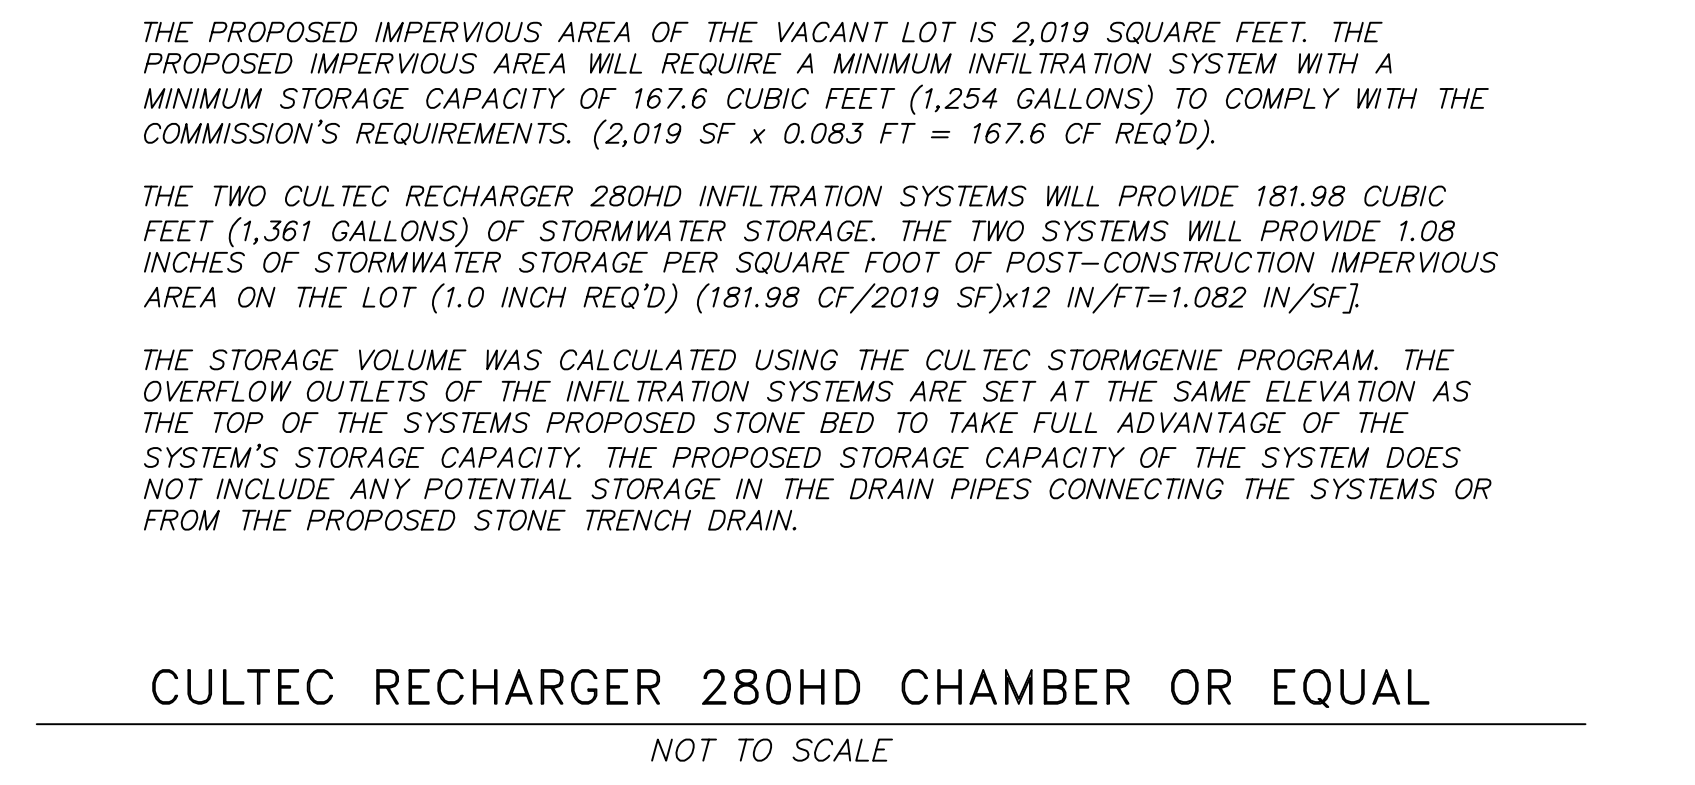 THE PROPOSED IMPERVIOUS AREA OF THE VACANT LOT IS 2,019 SQUARE FEET. THE
PROPOSED IMPERVIOUS AREA WILL REQUIRE A MINIMUM INFILTRATION SYSTEM WITH A
MINIMUM STORAGE CAPACITY OF 167.6 CUBIC FEET (1,254 GALLONS) TO COMPLY WITH THE
COMMISSION'S REQUIREMENTS. (2,019 SF x 0.083 FT = 167.6 CF REQ'D).
THE TWO CULTEC RECHARGER 280HD INFILTRATION SYSTEMS WILL PROVIDE 181.98 CUBIC
FEET (1,361 GALLONS) OF STORMWATER STORAGE. THE TWO SYSTEMS WILL PROVIDE 1.08
INCHES OF STORMWATER STORAGE PER SQUARE FOOT OF POST-CONSTRUCTION IMPERVIOUS
AREA ON THE LOT (1.0 INCH REQ'D) (181.98 CF/2019 SF)x12 IN/FT=1.082 IN/SF].
THE STORAGE VOLUME WAS CALCULATED USING THE CULTEC STORMGENIE PROGRAM. THE
OVERFLOW OUTLETS OF THE INFILTRATION SYSTEMS ARE SET AT THE SAME ELEVATION AS
THE TOP OF THE SYSTEMS PROPOSED STONE BED TO TAKE FULL ADVANTAGE OF THE
SYSTEM'S STORAGE CAPACITY. THE PROPOSED STORAGE CAPACITY OF THE SYSTEM DOES
NOT INCLUDE ANY POTENTIAL STORAGE IN THE DRAIN PIPES CONNECTING THE SYSTEMS OR
FROM THE PROPOSED STONE TRENCH DRAIN.
CULTEC RECHARGER 280HD CHAMBER OR EQUAL
NOT TO SCALE